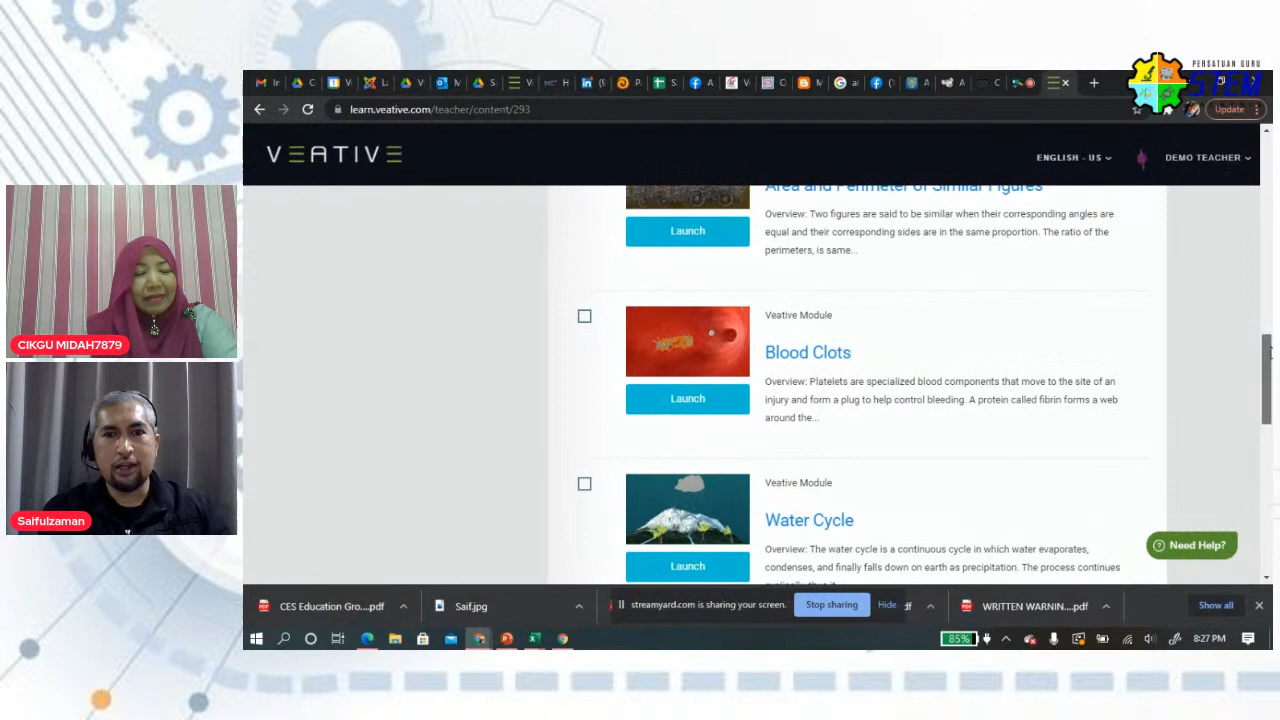 PERSATUAN GURU
STEM
learn.veative.com/teacher/content/293
Update
VEATIVE
ENGLISH - US
DEMO TEACHER
Area and Perimeter of Similar Figures
Launch
Overview: Two figures are said to be similar when their corresponding angles are
equal and their corresponding sides are in the same proportion. The ratio of the
perimeters, is same...
Veative Module
Blood Clots
Launch
Overview: Platelets are specialized blood components that move to the site of an
injury and form a plug to help control bleeding. A protein called fibrin forms a web
around the...
Veative Module
Water Cycle
Launch
Overview: The water cycle is a continuous cycle in which water evaporates,
condenses, and finally falls down on earth as precipitation. The process continues
Need Help?
CIKGU MIDAH7879
Saifulzaman
CES Education Gro....pdf
Saif.jpg
streamyard.com is sharing your screen.
Stop sharing
Hide
df
WRITTEN WARNIN....pdf
Show all
85%
8:27 PM